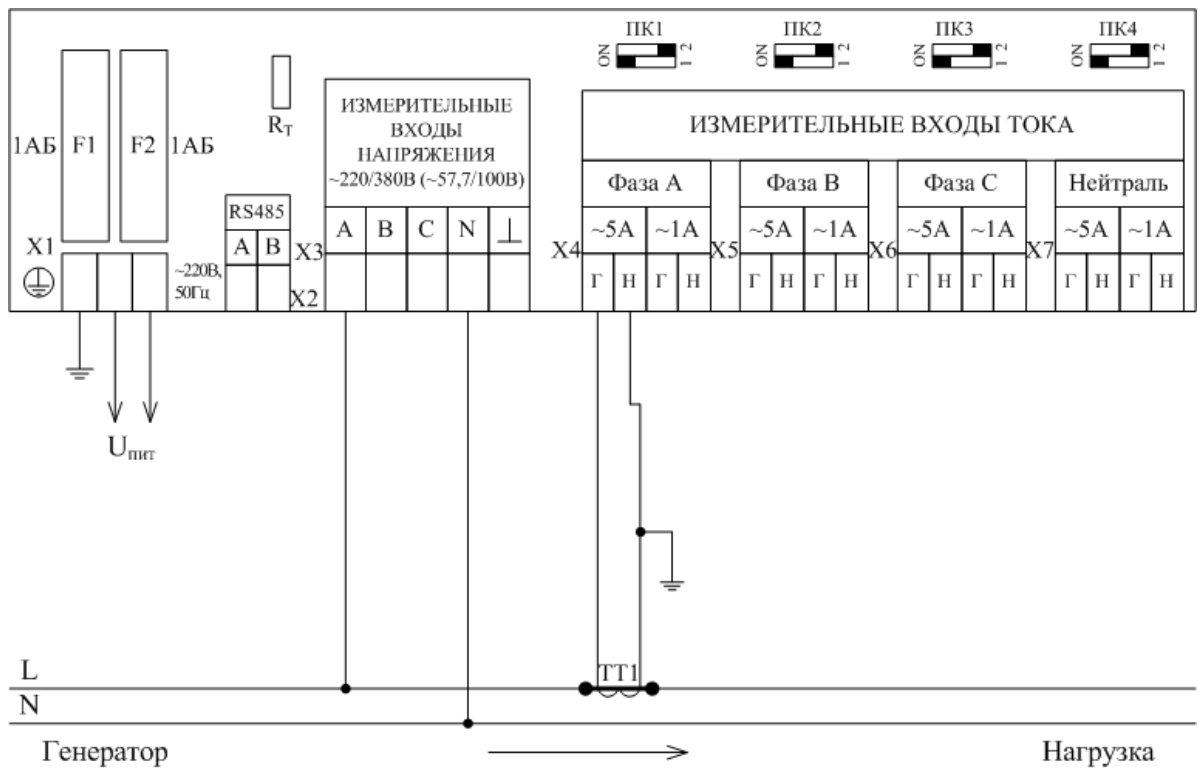 ПК1 ПК2 ПК3 ПК4
ON 1 2 ON 1 2 ON 1 2 ON 1 2
1АБ F1 F2 1АБ
RТ
ИЗМЕРИТЕЛЬНЫЕ
ВХОДЫ
НАПРЯЖЕНИЯ
~220/380В (~57,7/100В)
ИЗМЕРИТЕЛЬНЫЕ ВХОДЫ ТОКА
Фаза А Фаза В Фаза С Нейтраль
RS485
A B
X1 X3
A B C N ⊥
X4 ~5А ~1А X5 ~5А ~1А X6 ~5А ~1А X7 ~5А ~1А
~220В,
50Гц
X2
Г Н Г Н Г Н Г Н Г Н Г Н Г Н Г Н
Uпит
L
ТТ1
N
Генератор Нагрузка